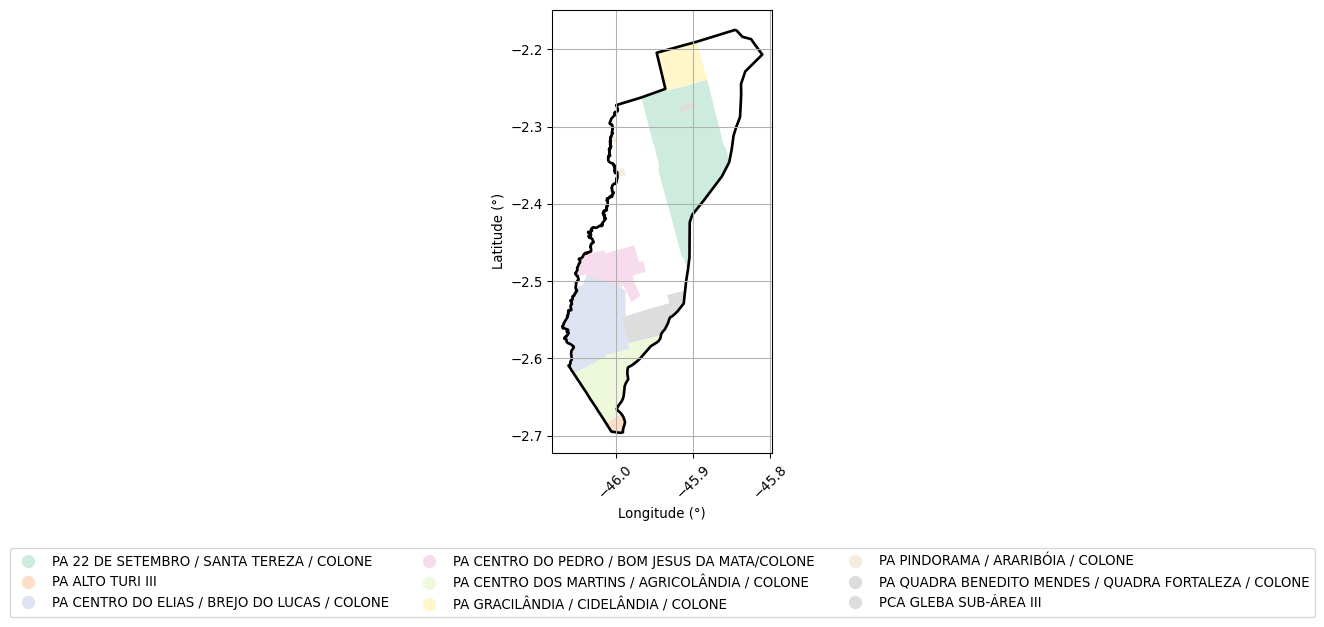 −2.2
−2.3
−2.4
−2.5
−2.6
−2.7
Latitude (°)
−46.0
−45.9
−45.8
Longitude (°)
PA 22 DE SETEMBRO / SANTA TEREZA / COLONE
PA ALTO TURI III
PA CENTRO DO ELIAS / BREJO DO LUCAS / COLONE
PA CENTRO DO PEDRO / BOM JESUS DA MATA/COLONE
PA CENTRO DOS MARTINS / AGRICOLÂNDIA / COLONE
PA GRACILÂNDIA / CIDELÂNDIA / COLONE
PA PINDORAMA / ARARIBÓIA / COLONE
PA QUADRA BENEDITO MENDES / QUADRA FORTALEZA / COLONE
PCA GLEBA SUB-ÁREA III